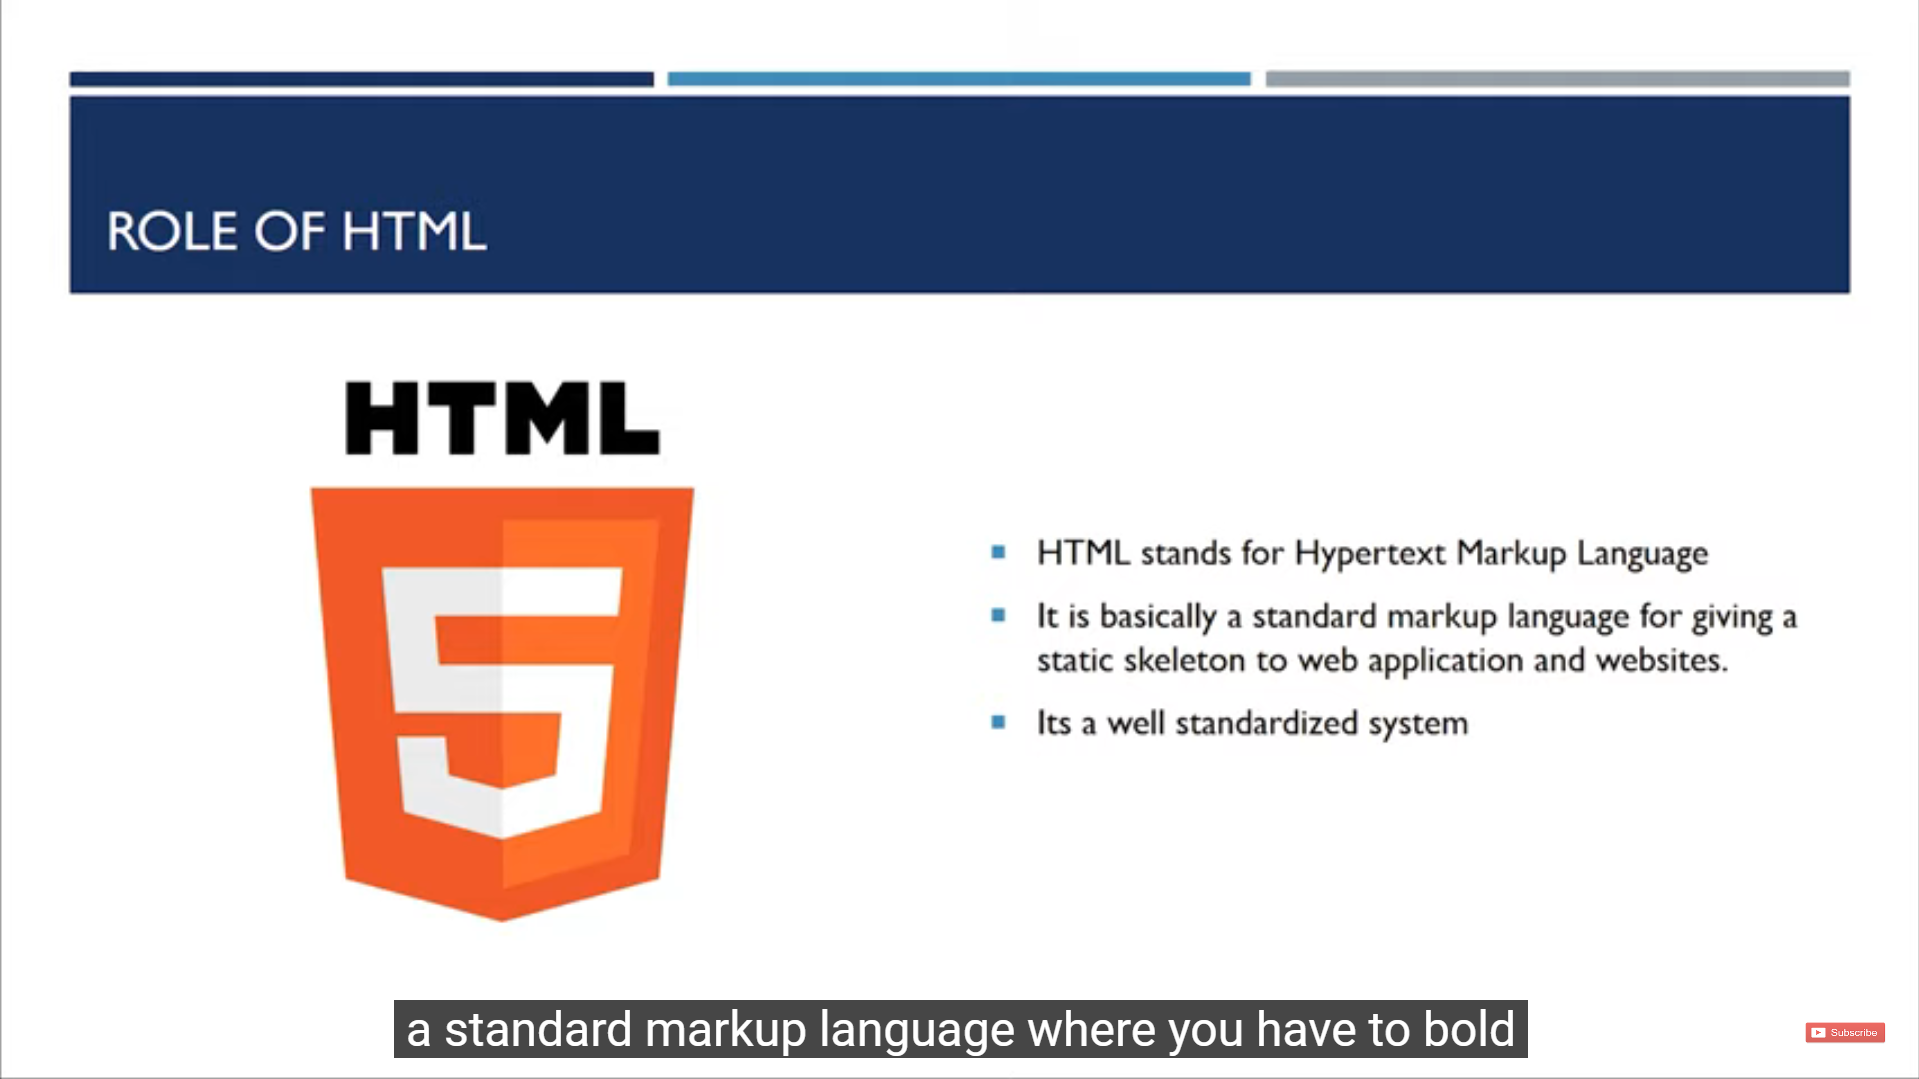 ROLE OF HTML
HTML
5
HTML stands for Hypertext Markup Language
It is basically a standard markup language for giving a
static skeleton to web application and websites.
Its a well standardized system
a standard markup language where you have to bold
Subscribe